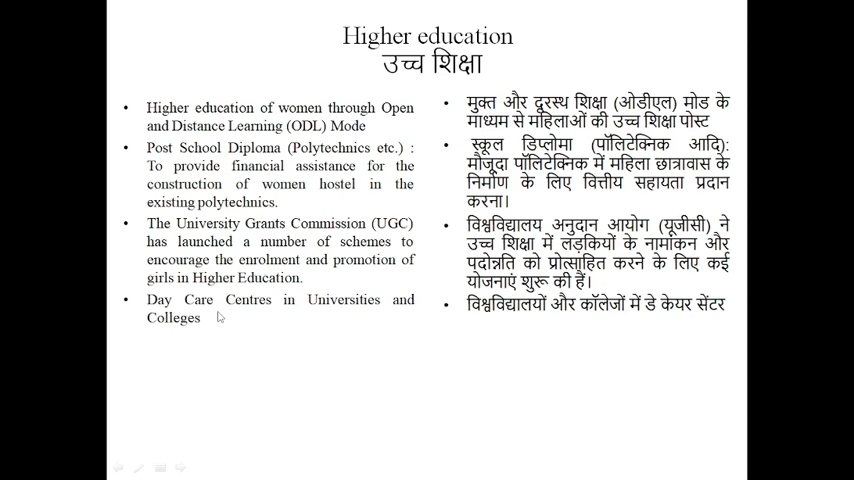 Higher education
उच्च शिक्षा
• Higher education of women through Open
and Distance Learning (ODL) Mode
• Post School Diploma (Polytechnics etc.) :
To provide financial assistance for the
construction of women hostel in the
existing polytechnics.
• The University Grants Commission (UGC)
has launched a number of schemes to
encourage the enrolment and promotion of
girls in Higher Education.
• Day Care Centres in Universities and
Colleges
• मुक्त और दूरस्थ शिक्षा (ओडीएल) मोड के
माध्यम से महिलाओं की उच्च शिक्षा पोस्ट
• स्कूल डिप्लोमा (पॉलिटेक्निक आदि):
मौजूदा पॉलिटेक्निक में महिला छात्रावास के
निर्माण के लिए वित्तीय सहायता प्रदान
करना।
• विश्वविद्यालय अनुदान आयोग (यूजीसी) ने
उच्च शिक्षा में लड़कियों के नामांकन और
पदोन्नति को प्रोत्साहित करने के लिए कई
योजनाएं शुरू की हैं।
• विश्वविद्यालयों और कॉलेजों में डे केयर सेंटर